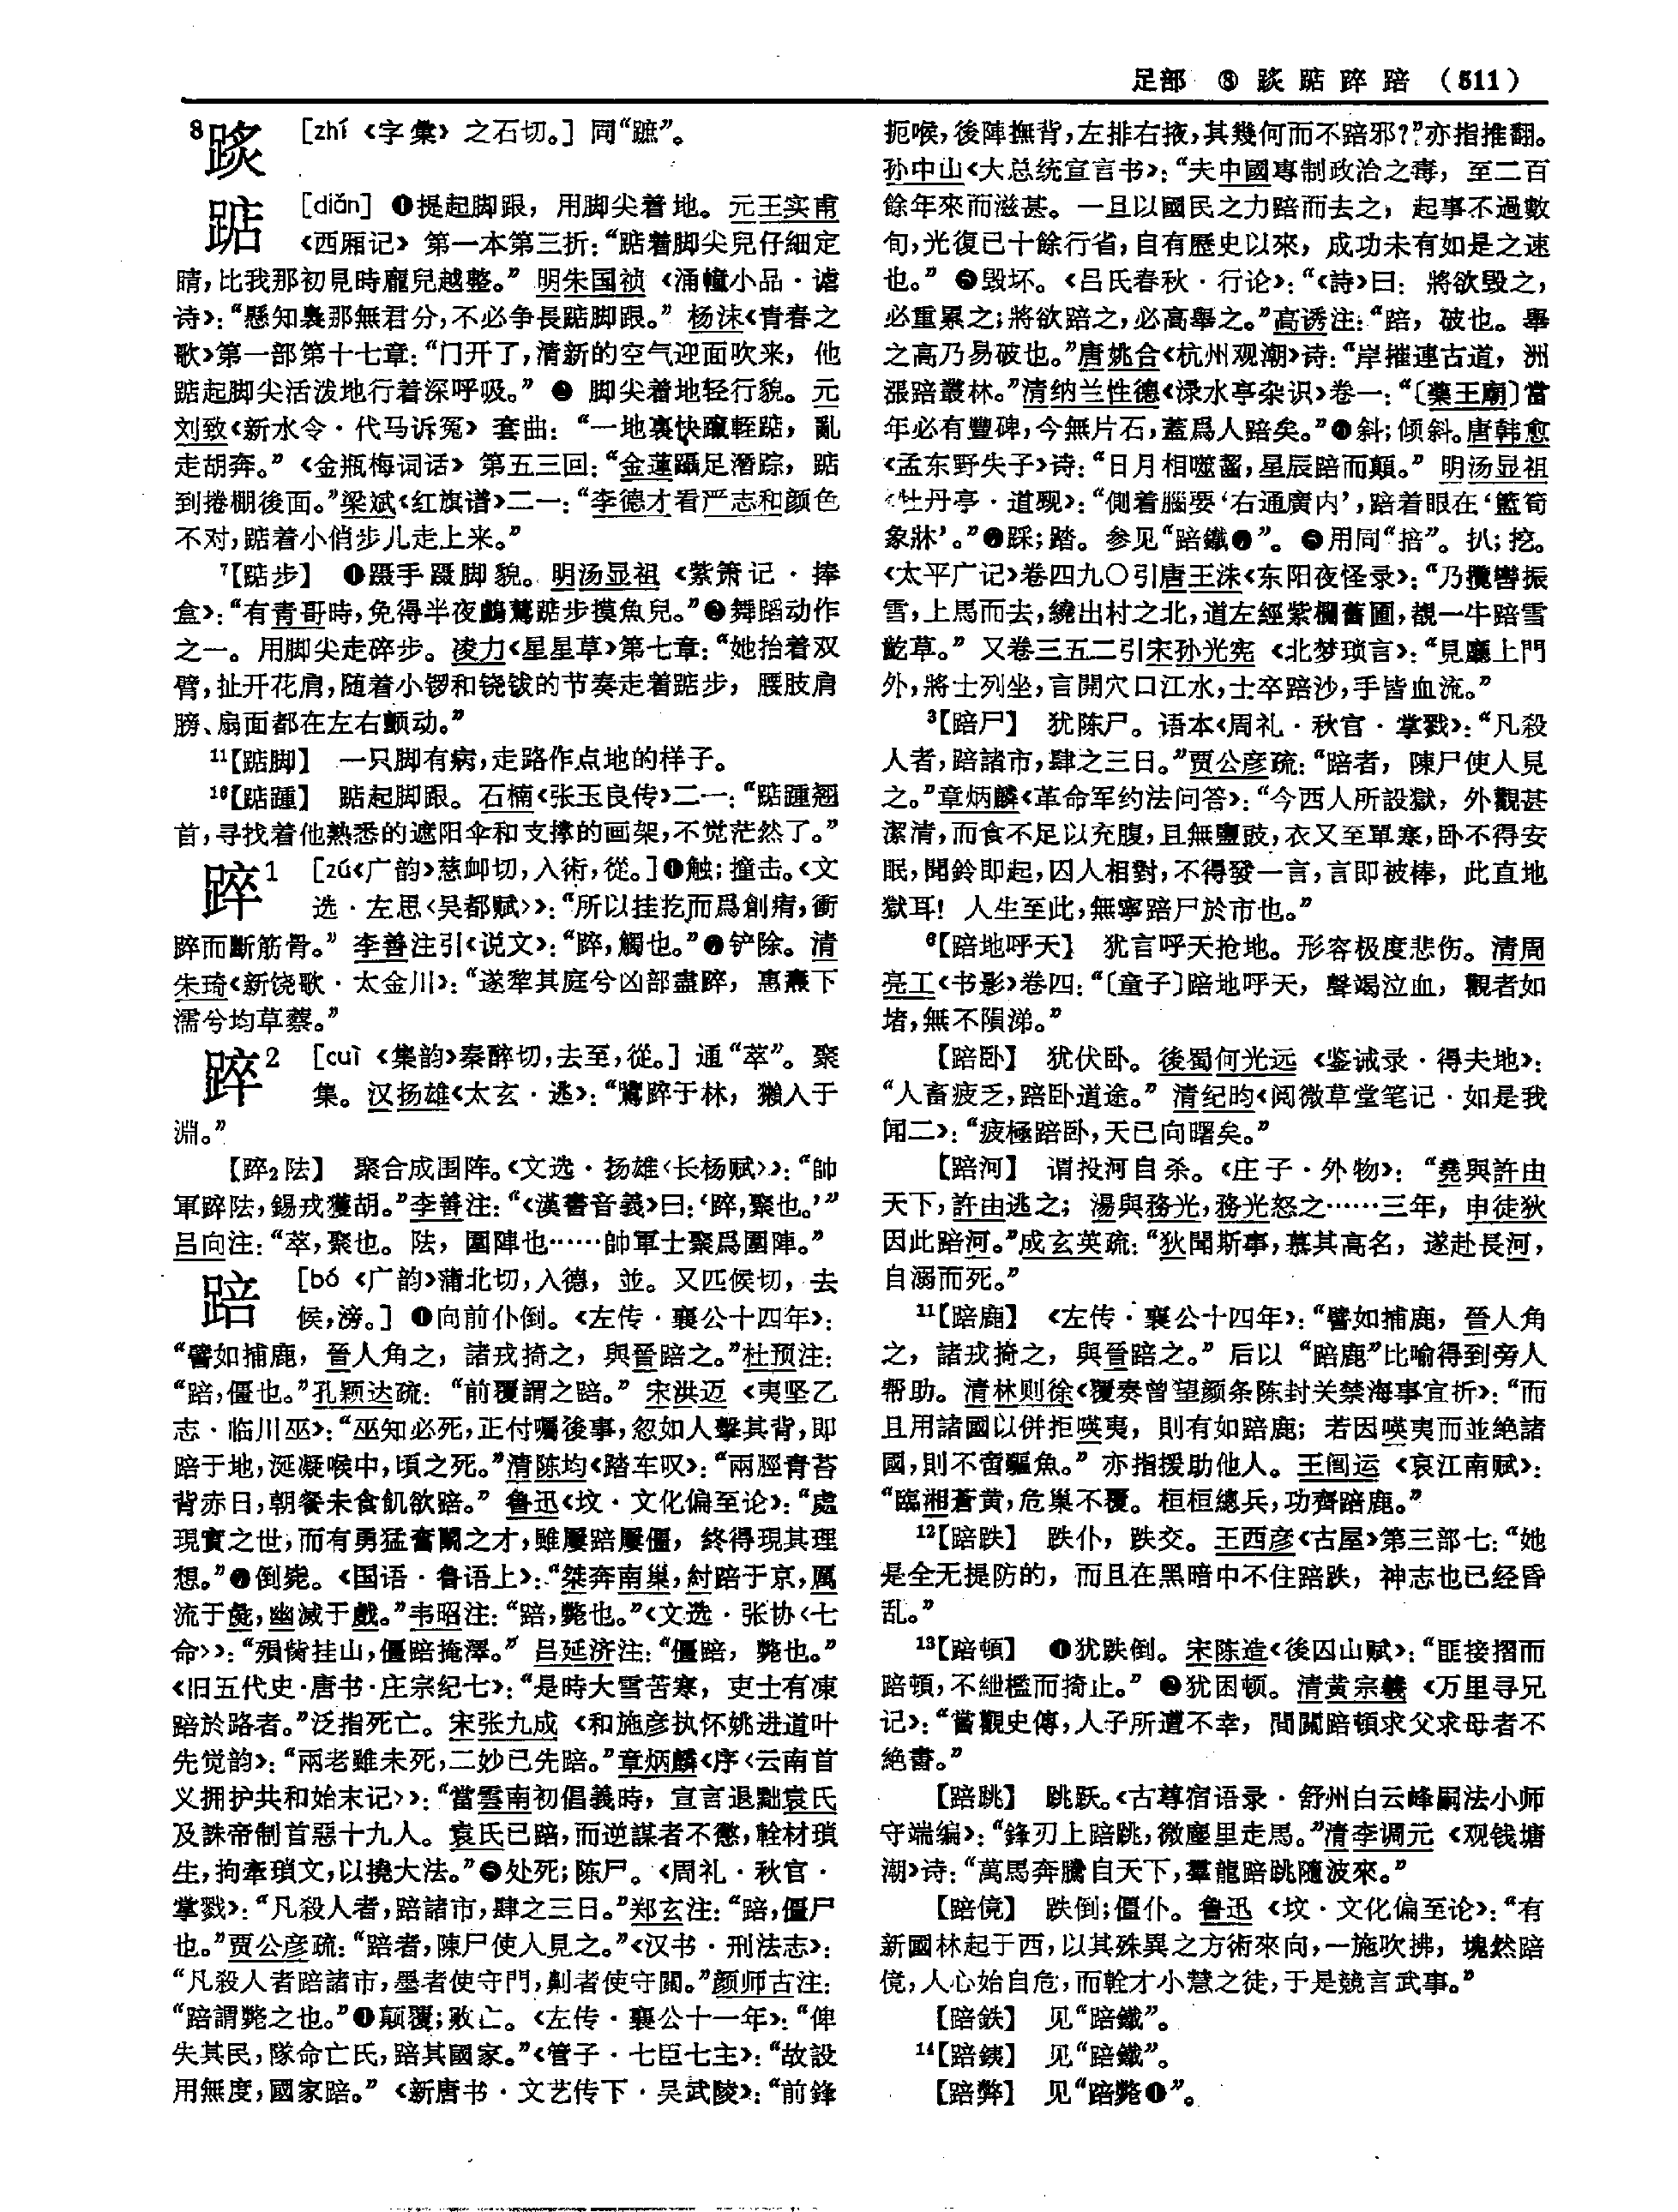 足部 ⑧ 䠄 踮 踤 踣 (511)
8 [zhí《字彙》之石切。]同“蹠”。
踮 [diǎn] ❶提起脚跟，用脚尖着地。元王实甫
《西厢记》第一本第三折：“踮着脚尖兒仔細定
睛，比我那初見時龐兒越整。”明朱国祯《涌幢小品·谑
诗》：“懸知裊那無君分，不必争長踮脚跟。”杨沫《青春之
歌》第一部第十七章：“门开了，清新的空气迎面吹来，他
踮起脚尖活泼地行着深呼吸。”❷ 脚尖着地轻行貌。元
刘致《新水令·代马诉冤》套曲：“一地裏快躥輊踮，亂
走胡奔。”《金瓶梅词话》第五三回：“金蓮躡足潛踪，踮
到捲棚後面。”梁斌《红旗谱》二一：“李德才看严志和颜色
不对，踮着小俏步儿走上来。”
7【踮步】 ❶蹑手蹑脚貌。明汤显祖《紫箫记·捧
盒》：“有青哥時，免得半夜鷓鶿踮步摸魚兒。”❷舞蹈动作
之一。用脚尖走碎步。凌力《星星草》第七章：“她抬着双
臂，扯开花肩，随着小锣和铙钹的节奏走着踮步，腰肢肩
膀、扇面都在左右颤动。”
11【踮脚】 一只脚有病，走路作点地的样子。
16【踮踵】 踮起脚跟。石楠《张玉良传》二一：“踮踵翘
首，寻找着他熟悉的遮阳伞和支撑的画架，不觉茫然了。”
踤1 [zú《广韵》慈卹切，入術，從。]❶触；撞击。《文
选·左思〈吴都赋〉》：“所以挂扢而爲創痏，衝
踤而斷筋骨。”李善注引《说文》：“踤，觸也。”❷铲除。清
朱琦《新饶歌·太金川》：“遂犂其庭兮凶部盡踤，惠燾下
濡兮均草蔡。”
踤2 [cuì《集韵》秦醉切，去至，從。]通“萃”。聚
集。汉扬雄《太玄·逃》：“鷕踤于林，獺入于
淵。”
【踤2阹】 聚合成围阵。《文选·扬雄〈长杨赋〉》：“帥
軍踤阹，錫戎獲胡。”李善注：“《漢書音義》曰：‘踤，聚也。’”
吕向注：“萃，聚也。阹，圍陣也……帥軍士聚爲圍陣。”
踣 [bó《广韵》蒲北切，入德，並。又匹候切，去
候，滂。]❶向前仆倒。《左传·襄公十四年》：
“譬如捕鹿，晉人角之，諸戎掎之，與晉踣之。”杜预注：
“踣，僵也。”孔颖达疏：“前覆謂之踣。”宋洪迈《夷坚乙
志·临川巫》：“巫知必死，正付囑後事，忽如人擊其背，即
踣于地，涎凝喉中，頃之死。”清陈均《踏车叹》：“兩脛青苔
背赤日，朝餐未食飢欲踣。”鲁迅《坟·文化偏至论》：“處
現實之世，而有勇猛奮鬭之才，雖屢踣屢僵，終得現其理
想。”❷倒毙。《国语·鲁语上》：“桀奔南巢，紂踣于京，厲
流于彘，幽滅于戲。”韦昭注：“踣，斃也。”《文选·张协〈七
命〉》：“殞胔挂山，僵踣掩澤。”吕延济注：“僵踣，斃也。”
《旧五代史·唐书·庄宗纪七》：“是時大雪苦寒，吏士有凍
踣於路者。”泛指死亡。宋张九成《和施彦执怀姚进道叶
先觉韵》：“兩老雖未死，二妙已先踣。”章炳麟《序〈云南首
义拥护共和始末记〉》：“當雲南初倡義時，宣言退黜袁氏
及誅帝制首惡十九人。袁氏已踣，而逆謀者不憗，輇材瑣
生，拘牽瑣文，以撓大法。”❸处死；陈尸。《周礼·秋官·
掌戮》：“凡殺人者，踣諸市，肆之三日。”郑玄注：“踣，僵尸
也。”贾公彦疏：“踣者，陳尸使人見之。”《汉书·刑法志》：
“凡殺人者踣諸市，墨者使守門，劓者使守關。”颜师古注：
“踣謂斃之也。”❹颠覆；败亡。《左传·襄公十一年》：“俾
失其民，隊命亡氏，踣其國家。”《管子·七臣七主》：“故設
用無度，國家踣。”《新唐书·文艺传下·吴武陵》：“前鋒
扼喉，後陣撫背，左排右掖，其幾何而不踣邪？”亦指推翻。
孙中山《大总统宣言书》：“夫中國專制政治之毒，至二百
餘年來而滋甚。一旦以國民之力踣而去之，起事不過數
旬，光復已十餘行省，自有歷史以來，成功未有如是之速
也。”❺毁坏。《吕氏春秋·行论》：“《詩》曰：將欲毀之，
必重累之；將欲踣之，必高舉之。”高诱注：“踣，破也。舉
之高乃易破也。”唐姚合《杭州观潮》诗：“岸摧連古道，洲
漲踣叢林。”清纳兰性德《渌水亭杂识》卷一：“〔藥王廟〕當
年必有豐碑，今無片石，蓋爲人踣矣。”❻斜；倾斜。唐韩愈
《孟东野失子》诗：“日月相噬齧，星辰踣而顛。”明汤显祖
《牡丹亭·道觋》：“側着腦要‘右通廣内’，踣着眼在‘籃筍
象牀’。”❼踩；踏。参见“踣鐵❷”。❽用同“掊”。扒；挖。
《太平广记》卷四九〇引唐王洙《东阳夜怪录》：“乃攬轡振
雪，上馬而去，繞出村之北，道左經紫欄舊圃，覩一牛踣雪
齕草。”又卷三五二引宋孙光宪《北梦琐言》：“見廳上門
外，將士列坐，言開穴口江水，士卒踣沙，手皆血流。”
3【踣尸】 犹陈尸。语本《周礼·秋官·掌戮》：“凡殺
人者，踣諸市，肆之三日。”贾公彦疏：“踣者，陳尸使人見
之。”章炳麟《革命军约法问答》：“今西人所設獄，外觀甚
潔清，而食不足以充腹，且無鹽豉，衣又至單寒，卧不得安
眠，聞鈴即起，囚人相對，不得發一言，言即被棒，此直地
獄耳！人生至此，無寧踣尸於市也。”
6【踣地呼天】 犹言呼天抢地。形容极度悲伤。清周
亮工《书影》卷四：“〔童子〕踣地呼天，聲竭泣血，觀者如
堵，無不隕涕。”
【踣卧】 犹伏卧。後蜀何光远《鉴诫录·得夫地》：
“人畜疲乏，踣卧道途。”清纪昀《阅微草堂笔记·如是我
闻二》：“疲極踣卧，天已向曙矣。”
【踣河】 谓投河自杀。《庄子·外物》：“堯與許由
天下，許由逃之；湯與務光，務光怒之……三年，申徒狄
因此踣河。”成玄英疏：“狄聞斯事，慕其高名，遂赴長河，
自溺而死。”
11【踣鹿】 《左传·襄公十四年》：“譬如捕鹿，晉人角
之，諸戎掎之，與晉踣之。”后以“踣鹿”比喻得到旁人
帮助。清林则徐《覆奏曾望颜条陈封关禁海事宜折》：“而
且用諸國以併拒𠸄夷，則有如踣鹿；若因𠸄夷而並絶諸
國，則不啻驅魚。”亦指援助他人。王闿运《哀江南赋》：
“臨湘蒼黄，危巢不覆。桓桓總兵，功齊踣鹿。”
12【踣跌】 跌仆，跌交。王西彦《古屋》第三部七：“她
是全无提防的，而且在黑暗中不住踣跌，神志也已经昏
乱。”
13【踣頓】 ❶犹跌倒。宋陈造《後囚山赋》：“匪接摺而
踣頓，不紲檻而掎止。”❷犹困顿。清黄宗羲《万里寻兄
记》：“嘗觀史傳，人子所遭不幸，間關踣頓求父求母者不
絶書。”
【踣跳】 跳跃。《古尊宿语录·舒州白云峰嗣法小师
守端编》：“鋒刃上踣跳，微塵里走馬。”清李调元《观钱塘
潮》诗：“萬馬奔騰自天下，羣龍踣跳隨波來。”
【踣傹】 跌倒；僵仆。鲁迅《坟·文化偏至论》：“有
新國林起于西，以其殊異之方術來向，一施吹拂，塊然踣
傹，人心始自危，而輇才小慧之徒，于是競言武事。”
【踣鉄】 见“踣鐵”。
14【踣銕】 见“踣鐵”。
【踣弊】 见“踣斃❶”。